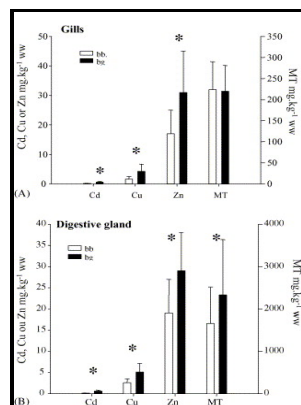 Gills
50
40
30
20
10
0
Cd, Cu or Zn mg.kg⁻¹ ww
350
300
250
200
150
100
50
0
MT mg.kg⁻¹ ww
bb.
bg
*
*
*
(A)
Cd
Cu
Zn
MT
Digestive gland
40
35
30
25
20
15
10
5
0
Cd, Cu ou Zn mg.kg⁻¹ ww
4000
3000
2000
1000
0
MT mg.kg⁻¹ ww
bb
bg
*
*
*
*
(B)
Cd
Cu
Zn
MT